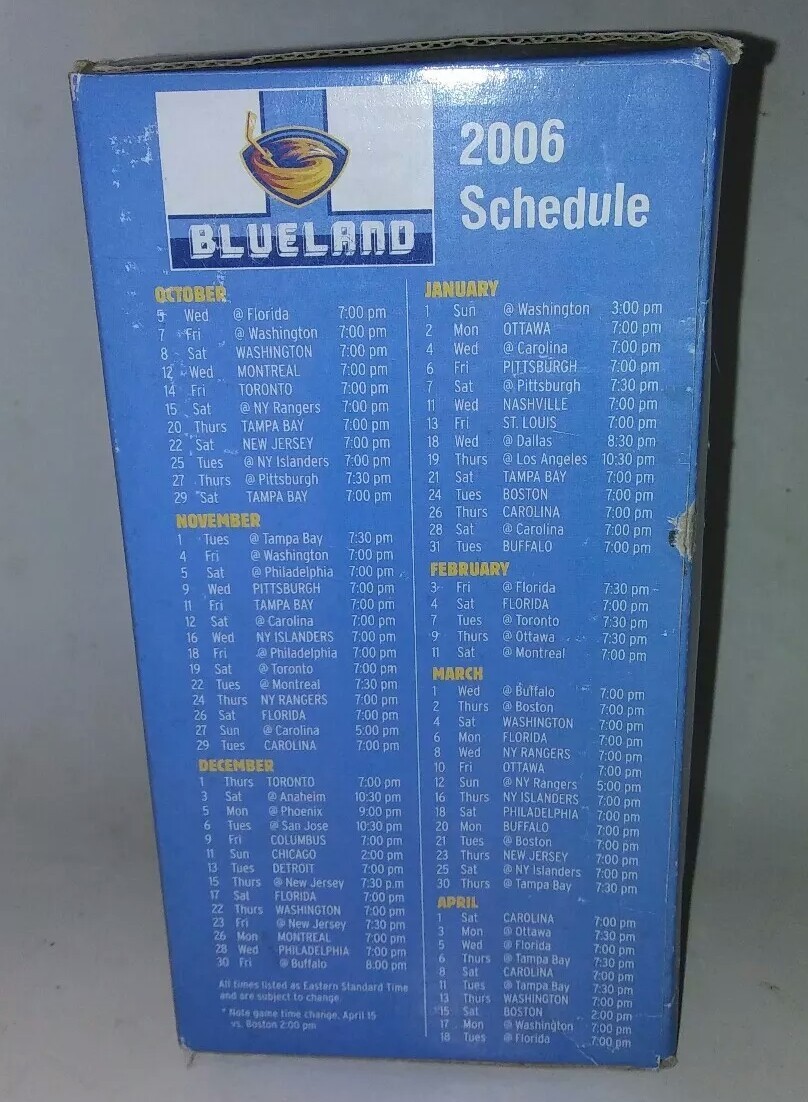 BLUELAND
2006
Schedule
OCTOBER
5 Wed @ Florida 7:00 pm
7 Fri @ Washington 7:00 pm
8 Sat WASHINGTON 7:00 pm
12 Wed MONTREAL 7:00 pm
14 Fri TORONTO 7:00 pm
15 Sat @ NY Rangers 7:00 pm
20 Thurs TAMPA BAY 7:00 pm
22 Sat NEW JERSEY 7:00 pm
25 Tues @ NY Islanders 7:00 pm
27 Thurs @ Pittsburgh 7:30 pm
29 Sat TAMPA BAY 7:00 pm
NOVEMBER
1 Tues @ Tampa Bay 7:30 pm
4 Fri @ Washington 7:00 pm
5 Sat @ Philadelphia 7:00 pm
9 Wed PITTSBURGH 7:00 pm
11 Fri TAMPA BAY 7:00 pm
12 Sat @ Carolina 7:00 pm
16 Wed NY ISLANDERS 7:00 pm
18 Fri @ Philadelphia 7:00 pm
19 Sat @ Toronto 7:00 pm
22 Tues @ Montreal 7:30 pm
24 Thurs NY RANGERS 7:00 pm
26 Sat FLORIDA 7:00 pm
27 Sun @ Carolina 5:00 pm
29 Tues CAROLINA 7:00 pm
DECEMBER
1 Thurs TORONTO 7:00 pm
3 Sat @ Anaheim 10:30 pm
5 Mon @ Phoenix 9:00 pm
6 Tues @ San Jose 10:30 pm
9 Fri COLUMBUS 7:00 pm
11 Sun CHICAGO 2:00 pm
13 Tues DETROIT 7:00 pm
15 Thurs @ New Jersey 7:30 p.m
17 Sat FLORIDA 7:00 pm
22 Thurs WASHINGTON 7:00 pm
23 Fri @ New Jersey 7:30 pm
26 Mon MONTREAL 7:00 pm
28 Wed PHILADELPHIA 7:00 pm
30 Fri @ Buffalo 8:00 pm
All times listed as Eastern Standard Time
and are subject to change
* Note game time change, April 15
vs. Boston 2:00 pm
JANUARY
1 Sun @ Washington 3:00 pm
2 Mon OTTAWA 7:00 pm
4 Wed @ Carolina 7:00 pm
6 Fri PITTSBURGH 7:00 pm
7 Sat @ Pittsburgh 7:30 pm
11 Wed NASHVILLE 7:00 pm
13 Fri ST. LOUIS 7:00 pm
18 Wed @ Dallas 8:30 pm
19 Thurs @ Los Angeles 10:30 pm
21 Sat TAMPA BAY 7:00 pm
24 Tues BOSTON 7:00 pm
26 Thurs CAROLINA 7:00 pm
28 Sat @ Carolina 7:00 pm
31 Tues BUFFALO 7:00 pm
FEBRUARY
3 Fri @ Florida 7:30 pm
4 Sat FLORIDA 7:00 pm
7 Tues @ Toronto 7:30 pm
9 Thurs @ Ottawa 7:30 pm
11 Sat @ Montreal 7:00 pm
MARCH
1 Wed @ Buffalo 7:00 pm
2 Thurs @ Boston 7:00 pm
4 Sat WASHINGTON 7:00 pm
6 Mon FLORIDA 7:00 pm
8 Wed NY RANGERS 7:00 pm
10 Fri OTTAWA 7:00 pm
12 Sun @ NY Rangers 5:00 pm
16 Thurs NY ISLANDERS 7:00 pm
18 Sat PHILADELPHIA 7:00 pm
20 Mon BUFFALO 7:00 pm
21 Tues @ Boston 7:00 pm
23 Thurs NEW JERSEY 7:00 pm
25 Sat @ NY Islanders 7:00 pm
30 Thurs @ Tampa Bay 7:30 pm
APRIL
1 Sat CAROLINA 7:00 pm
3 Mon @ Ottawa 7:30 pm
5 Wed @ Florida 7:00 pm
6 Thurs @ Tampa Bay 7:30 pm
8 Sat CAROLINA 7:00 pm
11 Tues @ Tampa Bay 7:30 pm
13 Thurs WASHINGTON 7:00 pm
*15 Sat BOSTON 2:00 pm
17 Mon @ Washington 7:00 pm
18 Tues @ Florida 7:00 pm